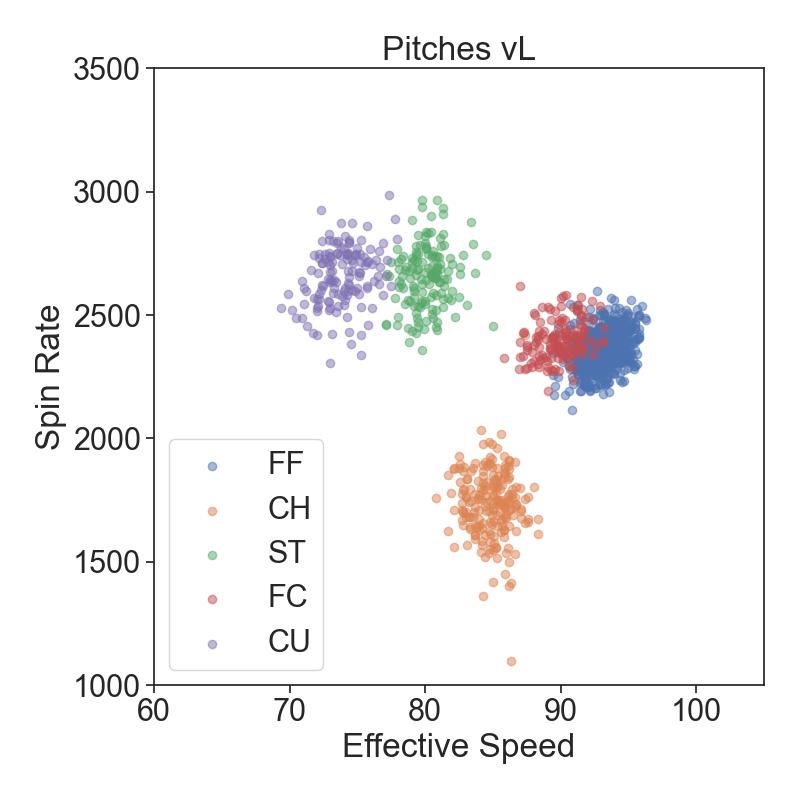 Pitches vL
3500
3000
2500
2000
1500
1000
Spin Rate
FF
CH
ST
FC
CU
60 70 80 90 100
Effective Speed